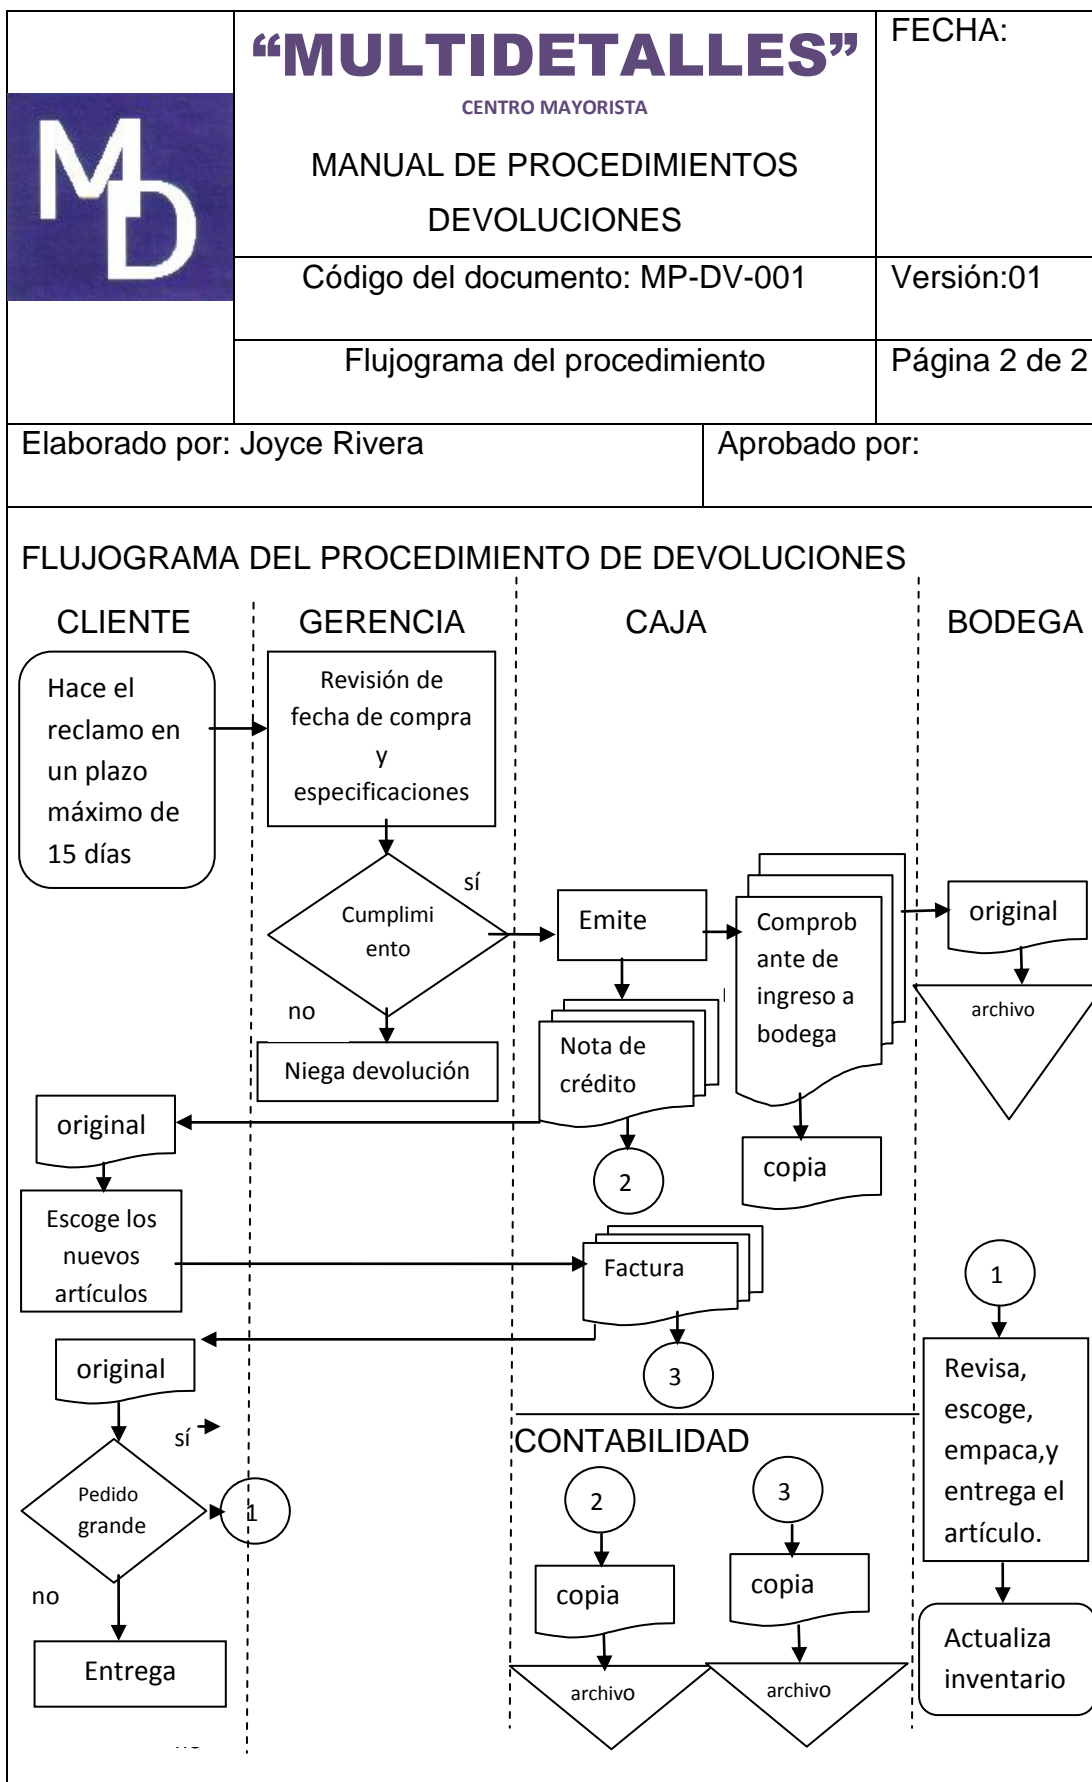 “MULTIDETALLES”
CENTRO MAYORISTA
MANUAL DE PROCEDIMIENTOS
DEVOLUCIONES
FECHA:
MD
Código del documento: MP-DV-001
Versión:01
Flujograma del procedimiento
Página 2 de 2
Elaborado por: Joyce Rivera
Aprobado por:
FLUJOGRAMA DEL PROCEDIMIENTO DE DEVOLUCIONES
CLIENTE
GERENCIA
CAJA
BODEGA
Hace el
reclamo en
un plazo
máximo de
15 días
Revisión de
fecha de compra
y
especificaciones
Cumplimi
ento
sí
no
Niega devolución
Emite
Comprob
ante de
ingreso a
bodega
original
archivo
Nota de
crédito
original
2
copia
Escoge los
nuevos
artículos
Factura
1
original
3
Revisa,
escoge,
empaca,y
entrega el
artículo.
sí
Pedido
grande
1
no
Entrega
CONTABILIDAD
2
3
copia
copia
archivo
archivo
Actualiza
inventario